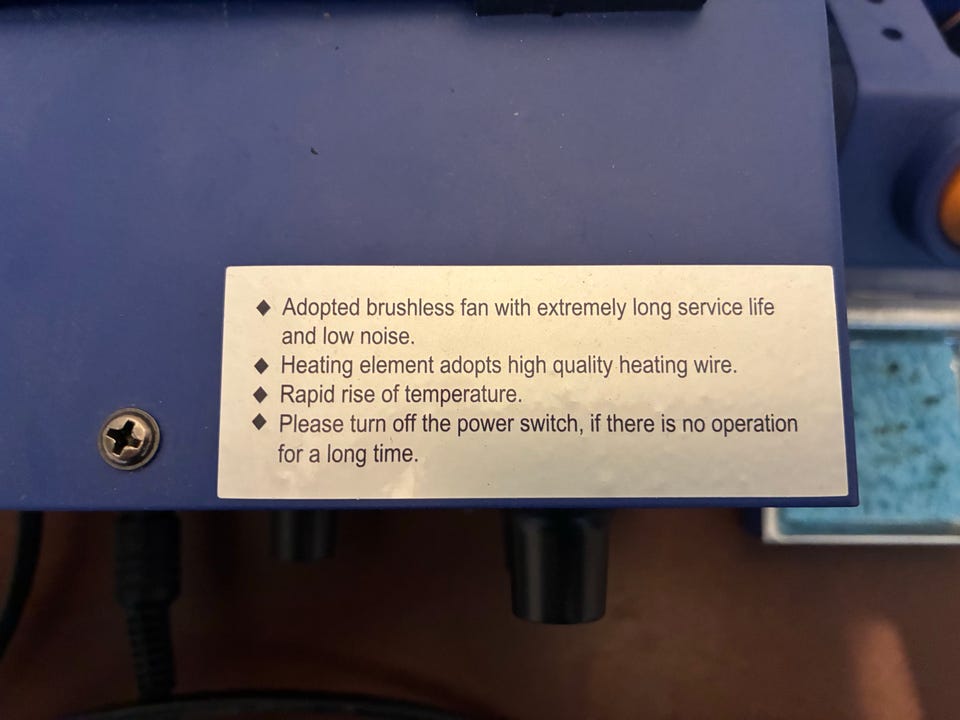 ◆ Adopted brushless fan with extremely long service life
and low noise.
◆ Heating element adopts high quality heating wire.
◆ Rapid rise of temperature.
◆ Please turn off the power switch, if there is no operation
for a long time.